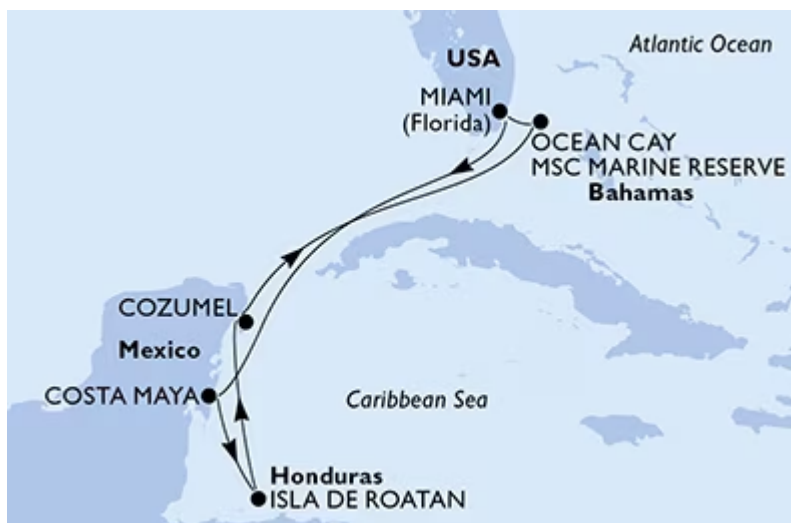 Atlantic Ocean
USA
MIAMI
(Florida)
OCEAN CAY
MSC MARINE RESERVE
Bahamas
COZUMEL
Mexico
COSTA MAYA
Caribbean Sea
Honduras
ISLA DE ROATAN